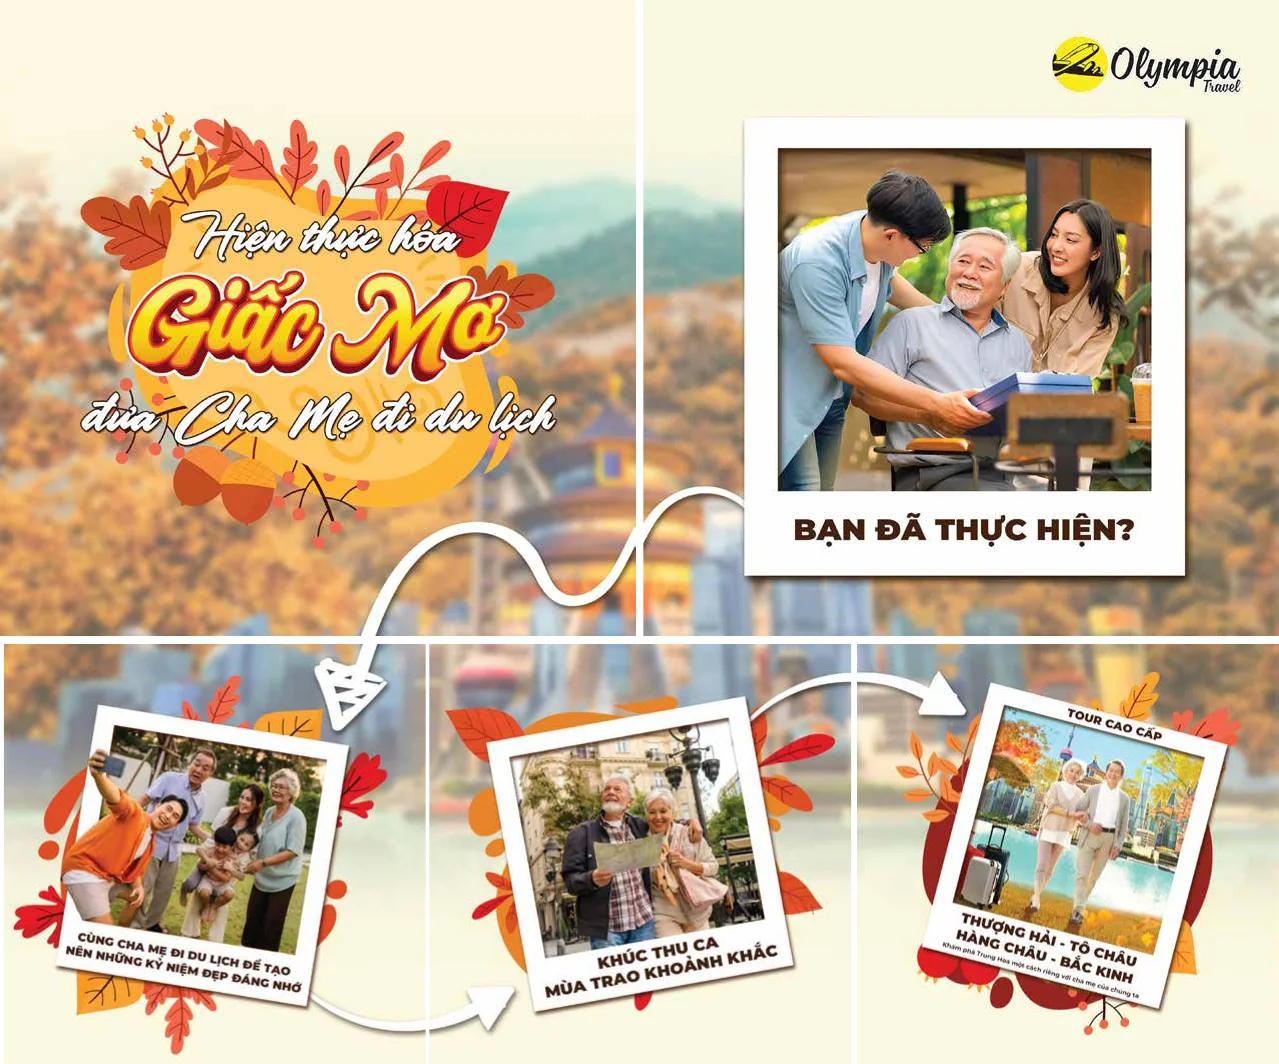 Hiện thực hóa
Giấc Mơ
đưa Cha Mẹ đi du lịch
Olympia
Travel
BẠN ĐÃ THỰC HIỆN?
CÙNG CHA MẸ ĐI DU LỊCH ĐỂ TẠO
NÊN NHỮNG KỶ NIỆM ĐẸP ĐÁNG NHỚ
KHÚC THU CA
MÙA TRAO KHOẢNH KHẮC
TOUR CAO CẤP
THƯỢNG HẢI - TÔ CHÂU
HÀNG CHÂU - BẮC KINH
Khám phá Trung Hoa một cách riêng với cha mẹ của chúng ta